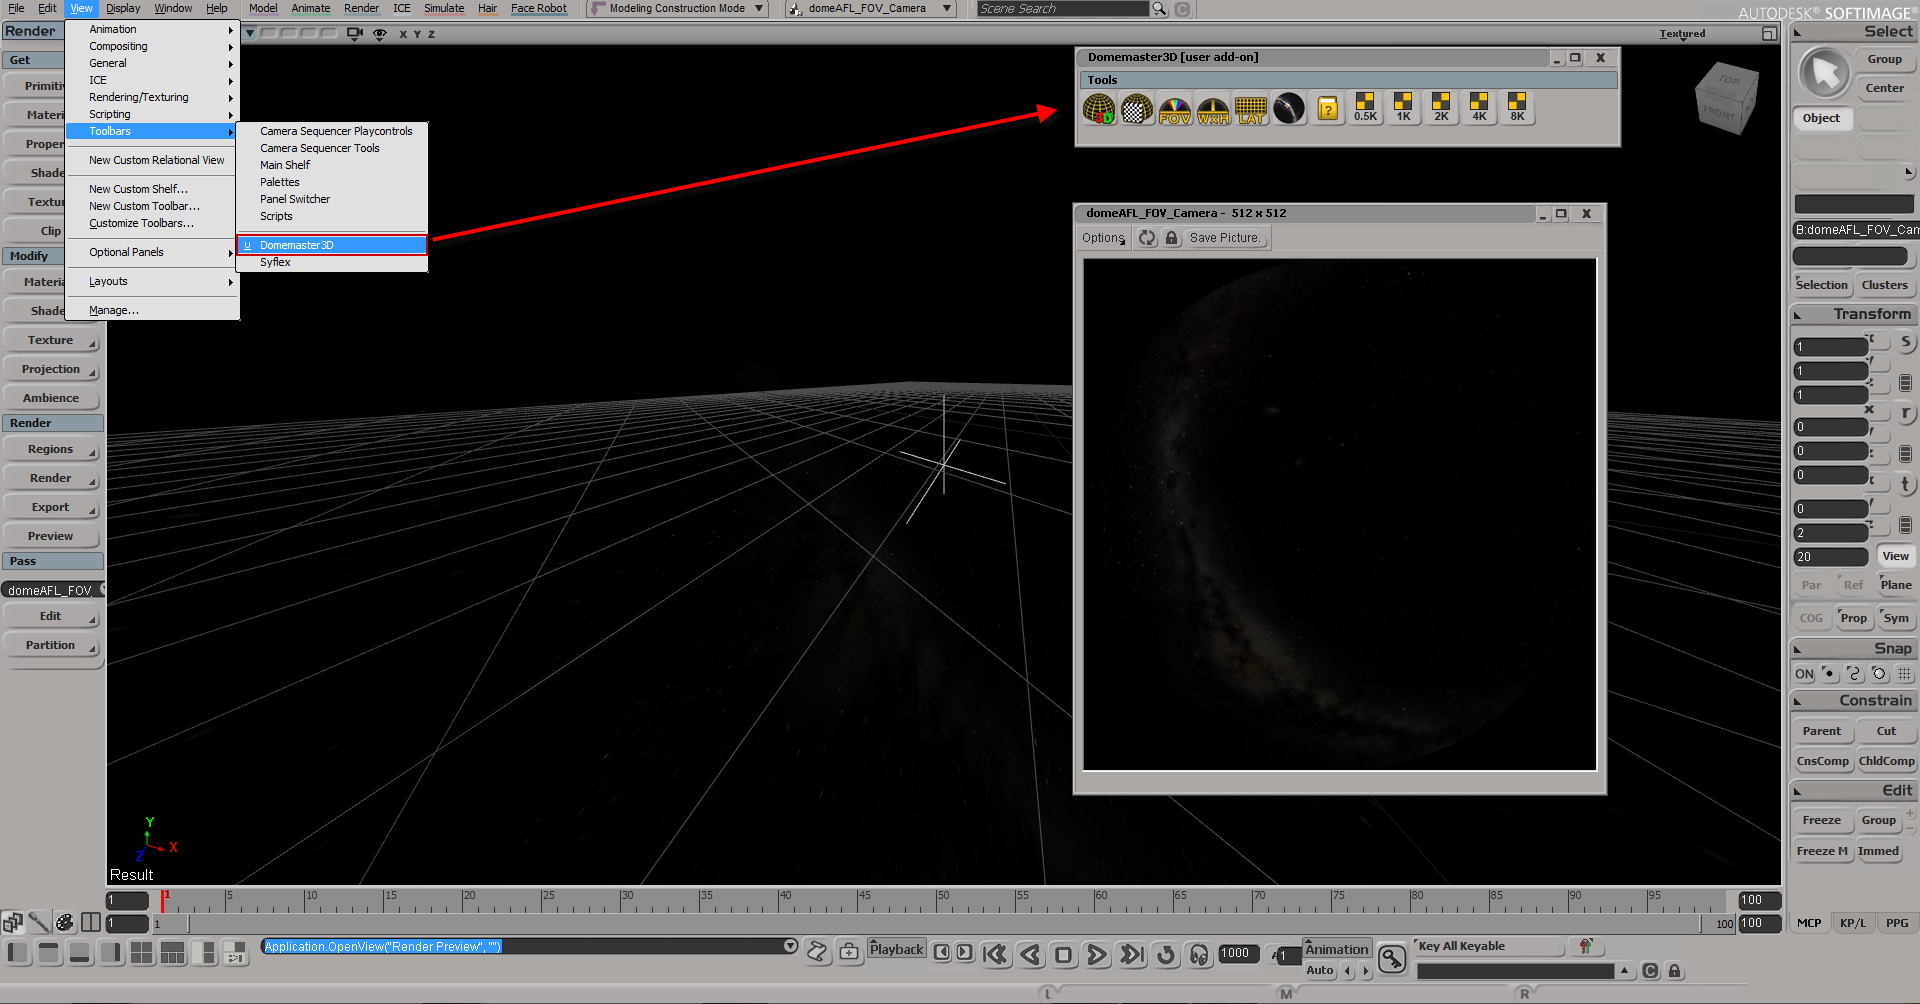 File Edit View Display Window Help Model Animate Render ICE Simulate Hair Face Robot Modeling Construction Mode domeAFL_FOV_Camera Scene Search AUTODESK® SOFTIMAGE®
Render
X Y Z
Textured
Get
Primiti
Materi
Proper
Shade
Textur
Clip
Modify
Materia
Shade
Texture
Projection
Ambience
Render
Regions
Render
Export
Preview
Pass
domeAFL_FOV_
Edit
Partition
Animation
Compositing
General
ICE
Rendering/Texturing
Scripting
Toolbars
New Custom Relational View
New Custom Shelf...
New Custom Toolbar...
Customize Toolbars...
Optional Panels
Layouts
Manage...
Camera Sequencer Playcontrols
Camera Sequencer Tools
Main Shelf
Palettes
Panel Switcher
Scripts
U Domemaster3D
Syflex
Domemaster3D [user add-on]
Tools
3D FOV WXH LAT ? 0.5K 1K 2K 4K 8K
TOP
FRONT
domeAFL_FOV_Camera - 512 x 512
Options Save Picture.
Y
X
Z
Result
Select
Group
Center
Object
B:domeAFL_FOV_Cam
Selection Clusters
Transform
1 x s
1 y
1 z
0 x r
0 y
0 z
0 x t
2 y
20 z View
Par Ref Plane
COG Prop Sym
Snap
ON
Constrain
Parent Cut
CnsComp ChldComp
Edit
Freeze Group + −
Freeze M Immed
MCP KP/L PPG
1 1 5 10 15 20 25 30 35 40 45 50 55 60 65 70 75 80 85 90 95 100
1 1 100 100
Application.OpenView("Render Preview", "")
Playback 1000 1 Animation
Auto
Key All Keyable
L M R